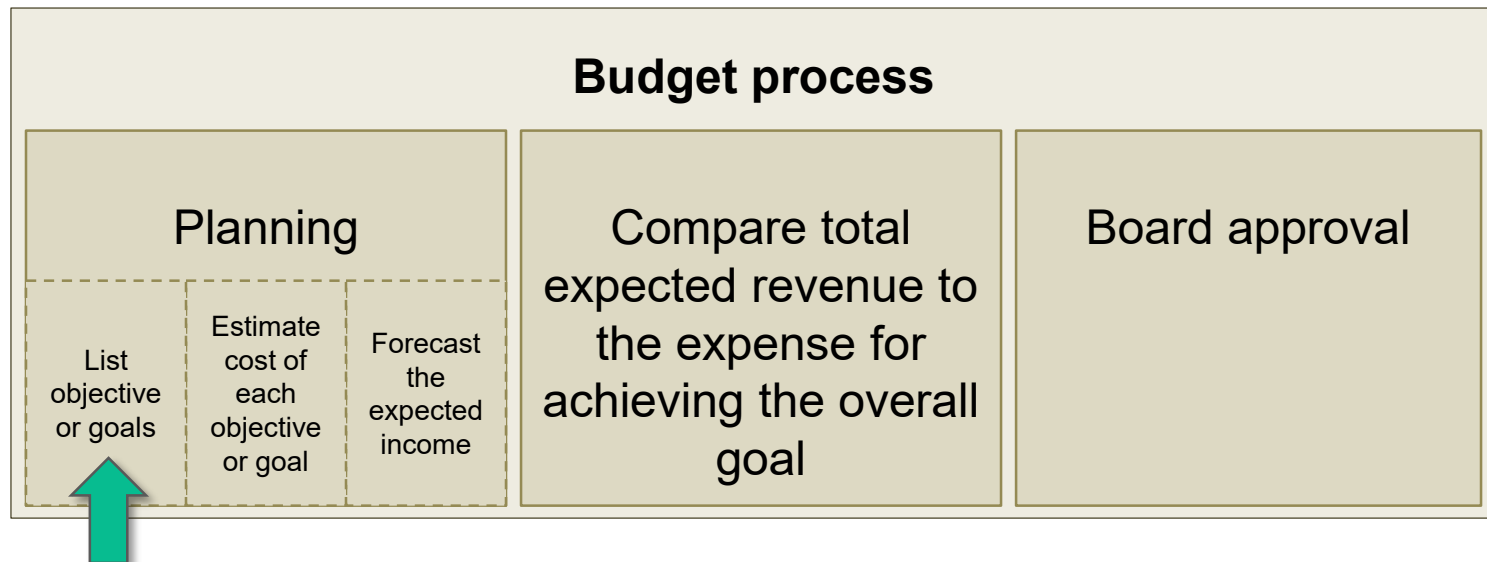 Budget process
Planning
List
objective
or goals
Estimate
cost of
each
objective
or goal
Forecast
the
expected
income
Compare total
expected revenue to
the expense for
achieving the overall
goal
Board approval